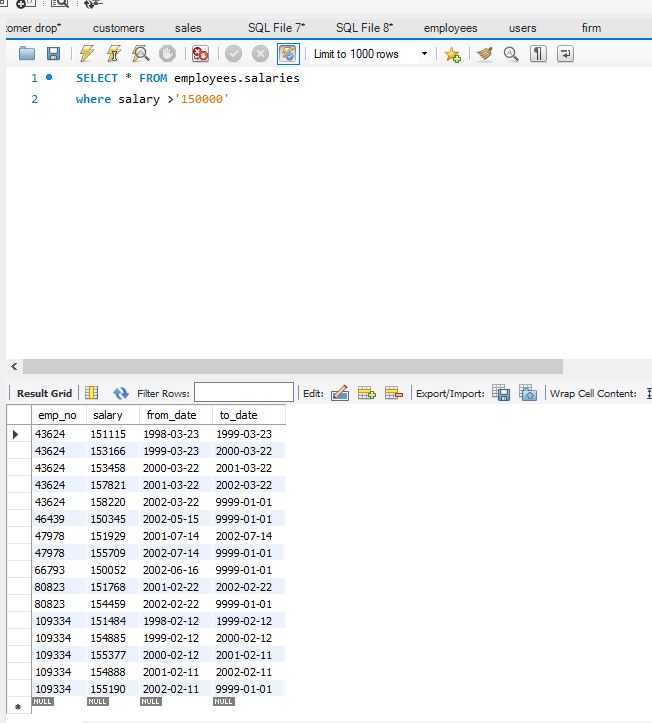 tomer drop* customers sales SQL File 7* SQL File 8* employees users firm
Limit to 1000 rows
1 SELECT * FROM employees.salaries
2 where salary >'150000'
Result Grid Filter Rows: Edit: Export/Import: Wrap Cell Content:
emp_no salary from_date to_date
43624 151115 1998-03-23 1999-03-23
43624 153166 1999-03-23 2000-03-22
43624 153458 2000-03-22 2001-03-22
43624 157821 2001-03-22 2002-03-22
43624 158220 2002-03-22 9999-01-01
46439 150345 2002-05-15 9999-01-01
47978 151929 2001-07-14 2002-07-14
47978 155709 2002-07-14 9999-01-01
66793 150052 2002-06-16 9999-01-01
80823 151768 2001-02-22 2002-02-22
80823 154459 2002-02-22 9999-01-01
109334 151484 1998-02-12 1999-02-12
109334 154885 1999-02-12 2000-02-12
109334 155377 2000-02-12 2001-02-11
109334 154888 2001-02-11 2002-02-11
109334 155190 2002-02-11 9999-01-01
NULL NULL NULL NULL